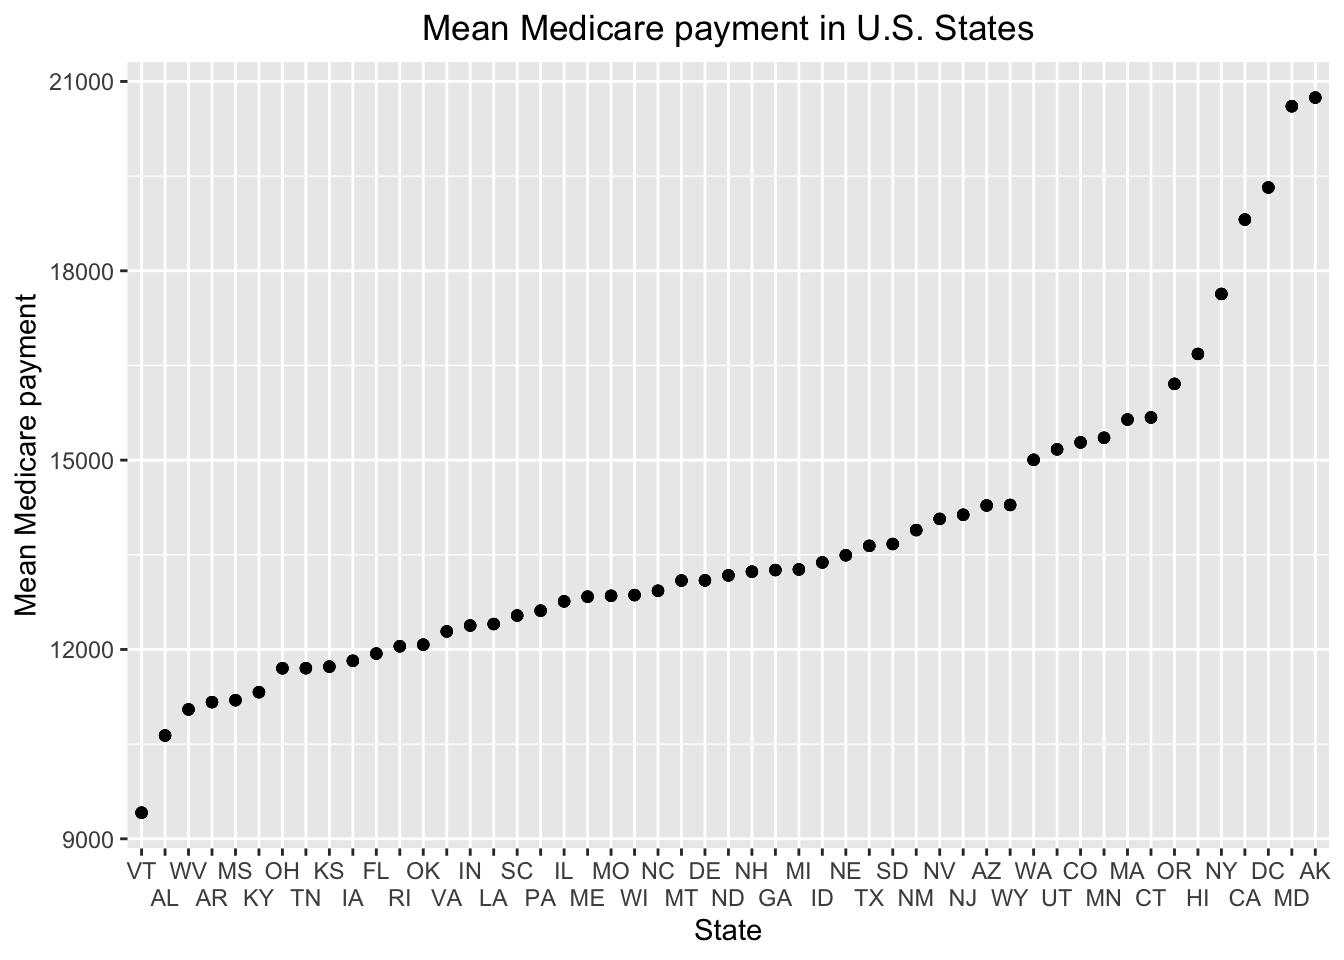 Mean Medicare payment in U.S. States
21000
18000
15000
12000
9000
Mean Medicare payment
VT WV MS OH KS FL OK IN SC IL MO NC DE NH MI NE SD NV AZ WA CO MA OR NY DC AK
AL AR KY TN IA RI VA LA PA ME WI MT ND GA ID TX NM NJ WY UT MN CT HI CA MD
State